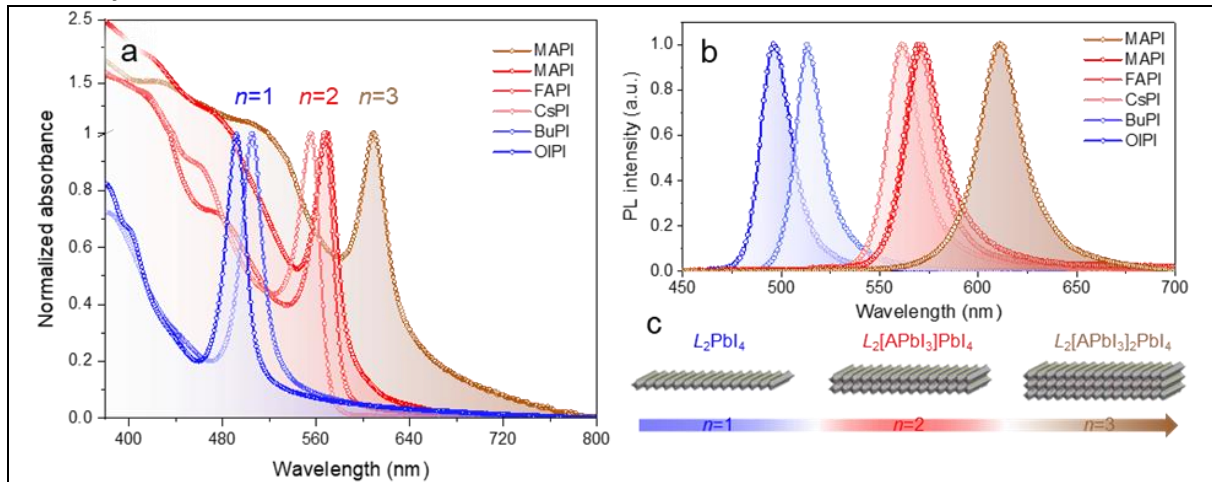 a
n=1
n=2
n=3
MAPI
MAPI
FAPI
CsPI
BuPI
OlPI
2.5
1.5
1
0.8
0.6
0.4
0.2
0.0
Normalized absorbance
400
480
560
640
720
800
Wavelength (nm)
b
MAPI
MAPI
FAPI
CsPI
BuPI
OlPI
1.0
0.8
0.6
0.4
0.2
0.0
PL intensity (a.u.)
450
500
550
600
650
700
Wavelength (nm)
c
L₂PbI₄
L₂[APbI₃]PbI₄
L₂[APbI₃]₂PbI₄
n=1
n=2
n=3